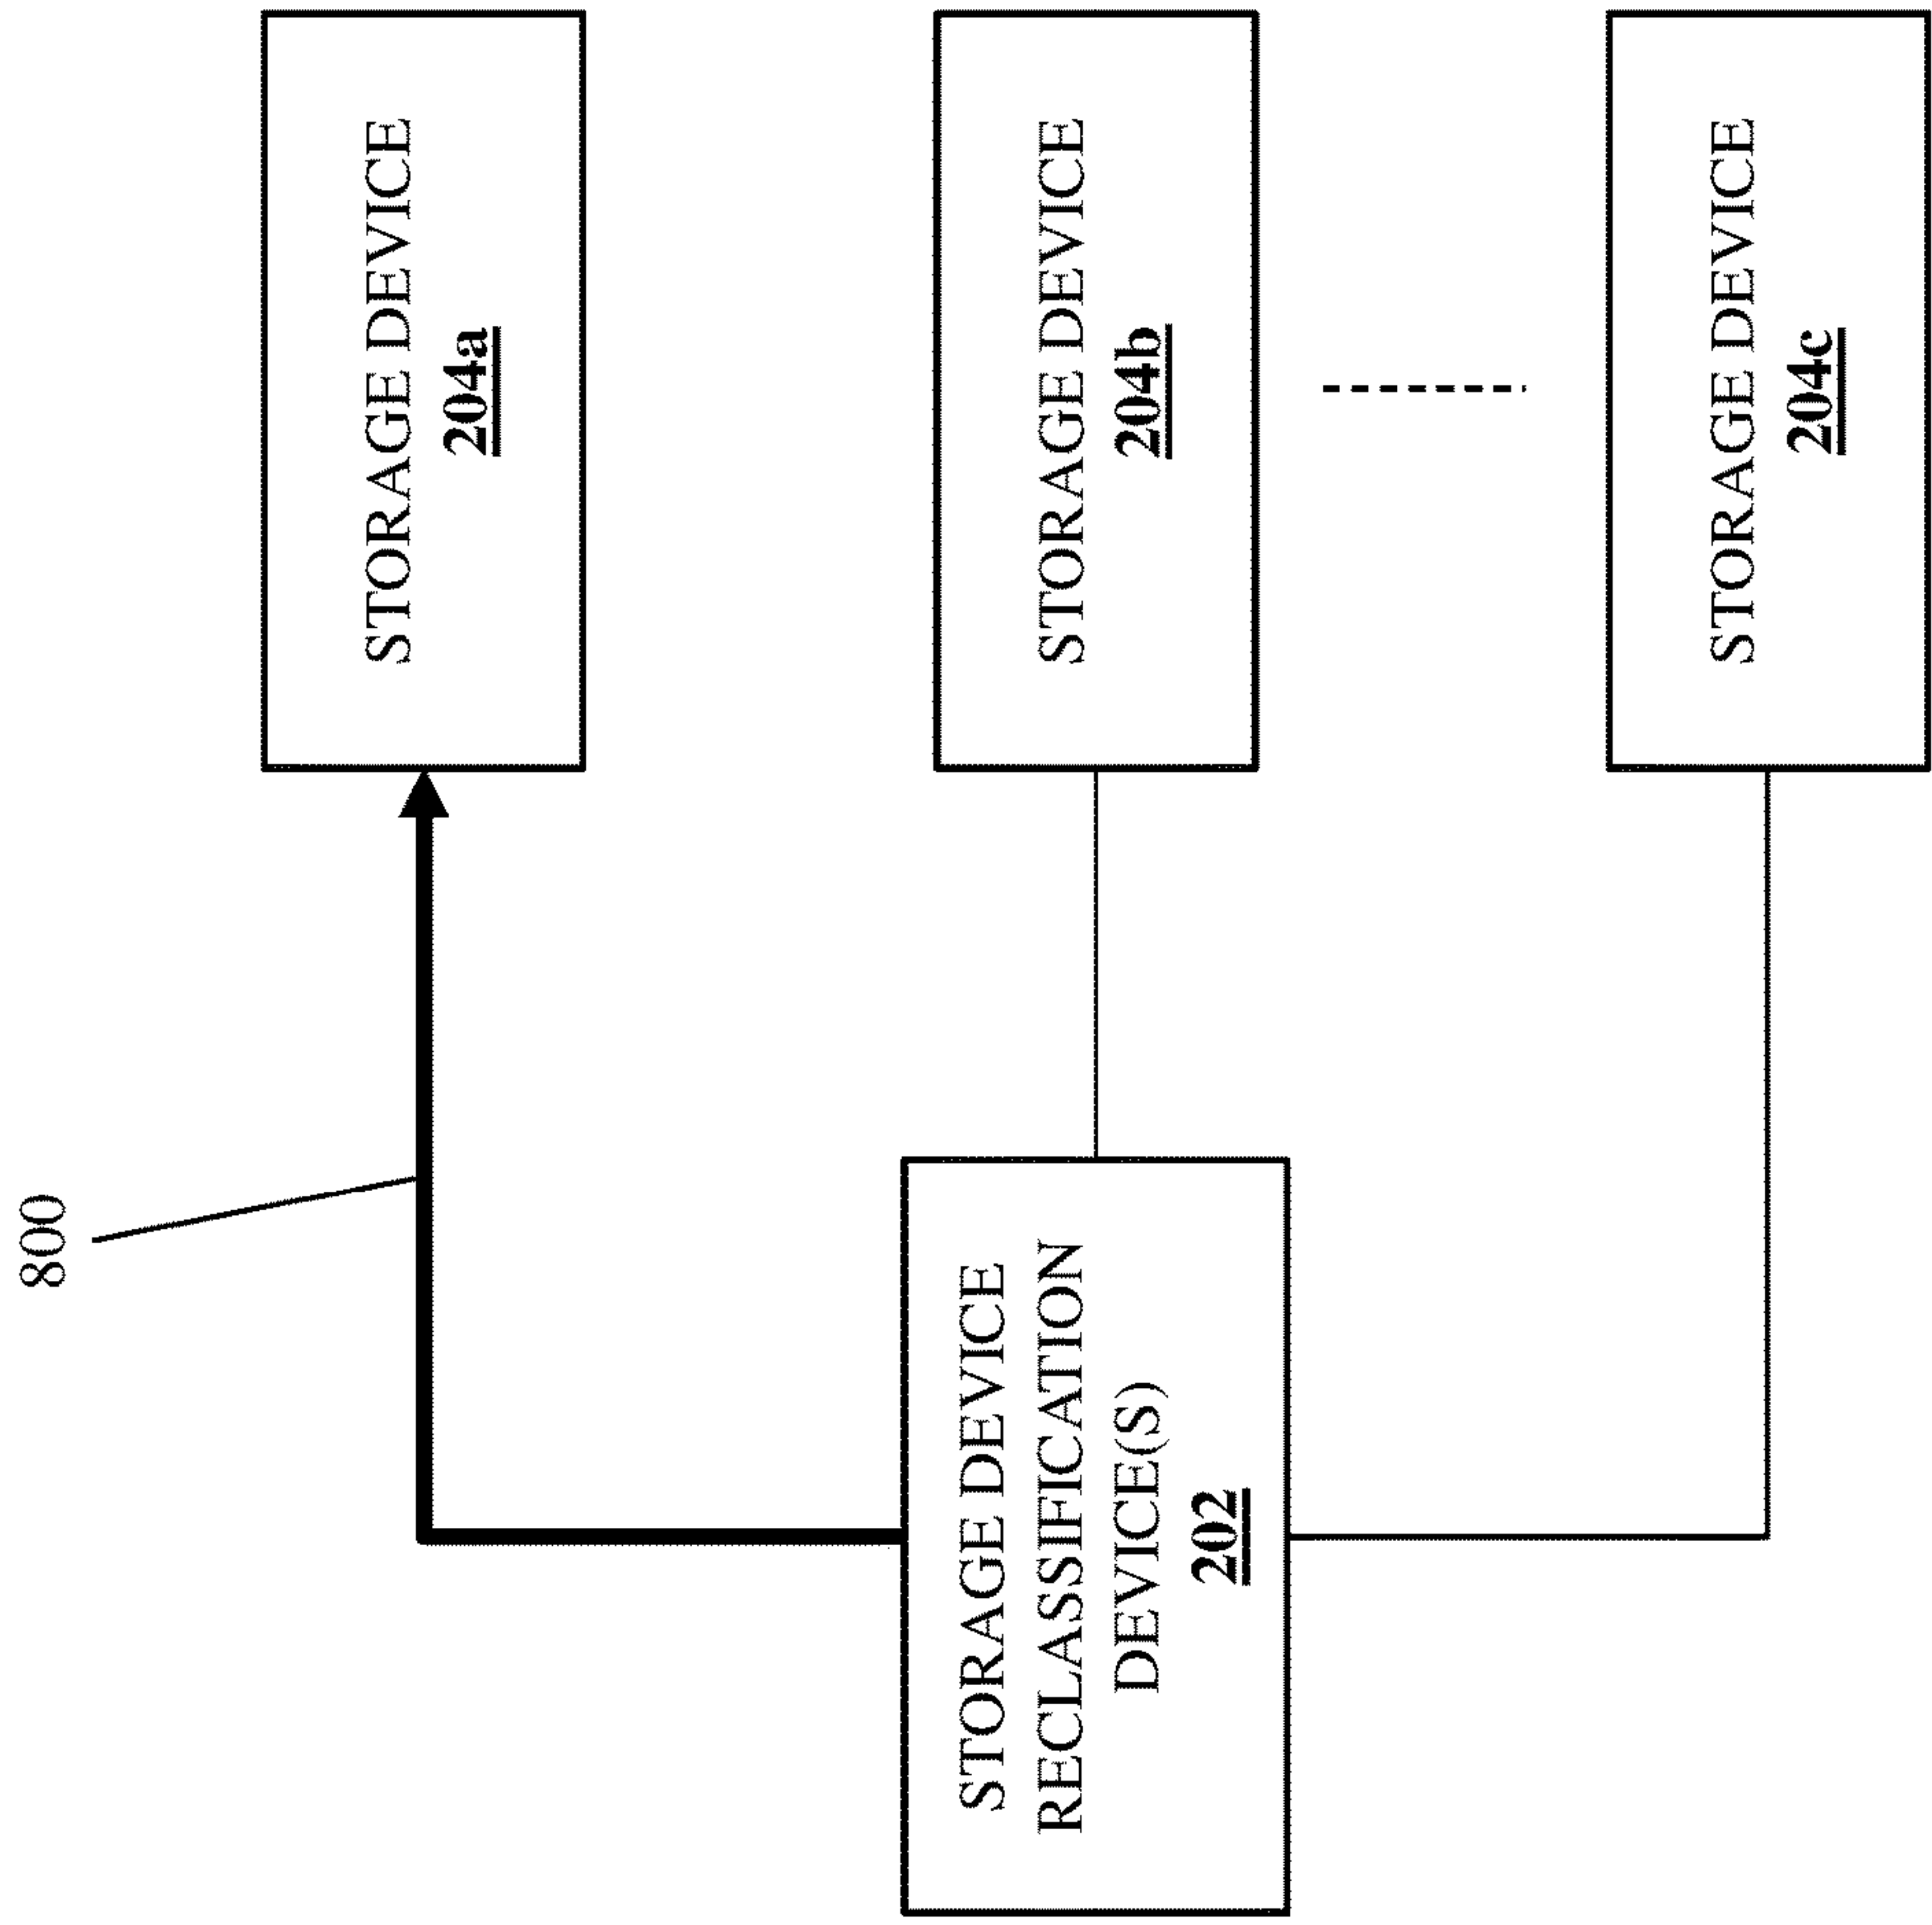 800
STORAGE DEVICE
204a
STORAGE DEVICE
RECLASSIFICATION
DEVICE(S)
202
STORAGE DEVICE
204b
STORAGE DEVICE
204c